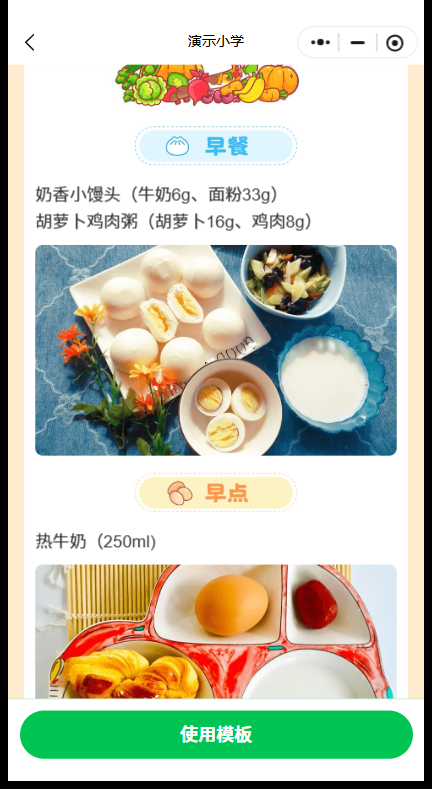 演示小学
早餐
奶香小馒头（牛奶6g、面粉33g）
胡萝卜鸡肉粥（胡萝卜16g、鸡肉8g）
早点
热牛奶（250ml)
使用模板